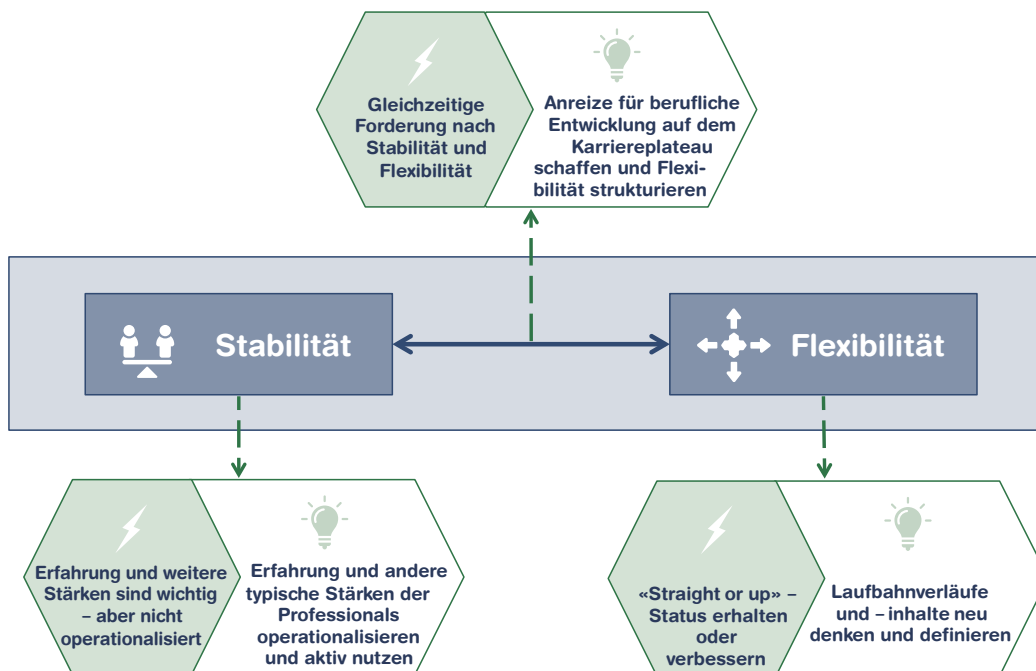 Gleichzeitige
Forderung nach
Stabilität und
Flexibilität
Anreize für berufliche
Entwicklung auf dem
Karriereplateau
schaffen und Flexi-
bilität strukturieren
Stabilität
Flexibilität
Erfahrung und weitere
Stärken sind wichtig
– aber nicht
operationalisiert
Erfahrung und andere
typische Stärken der
Professionals
operationalisieren
und aktiv nutzen
«Straight or up» –
Status erhalten
oder
verbessern
Laufbahnverläufe
und – inhalte neu
denken und definieren